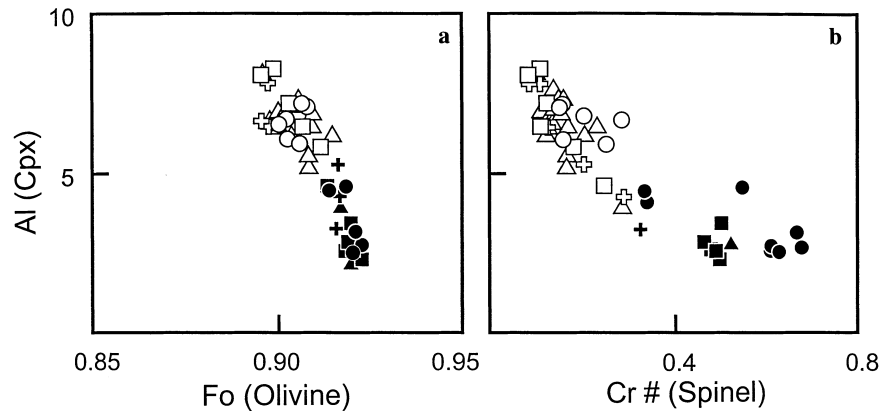 10
a
b
Al (Cpx)
5
0.85
0.90
0.95
0.4
0.8
Fo (Olivine)
Cr # (Spinel)